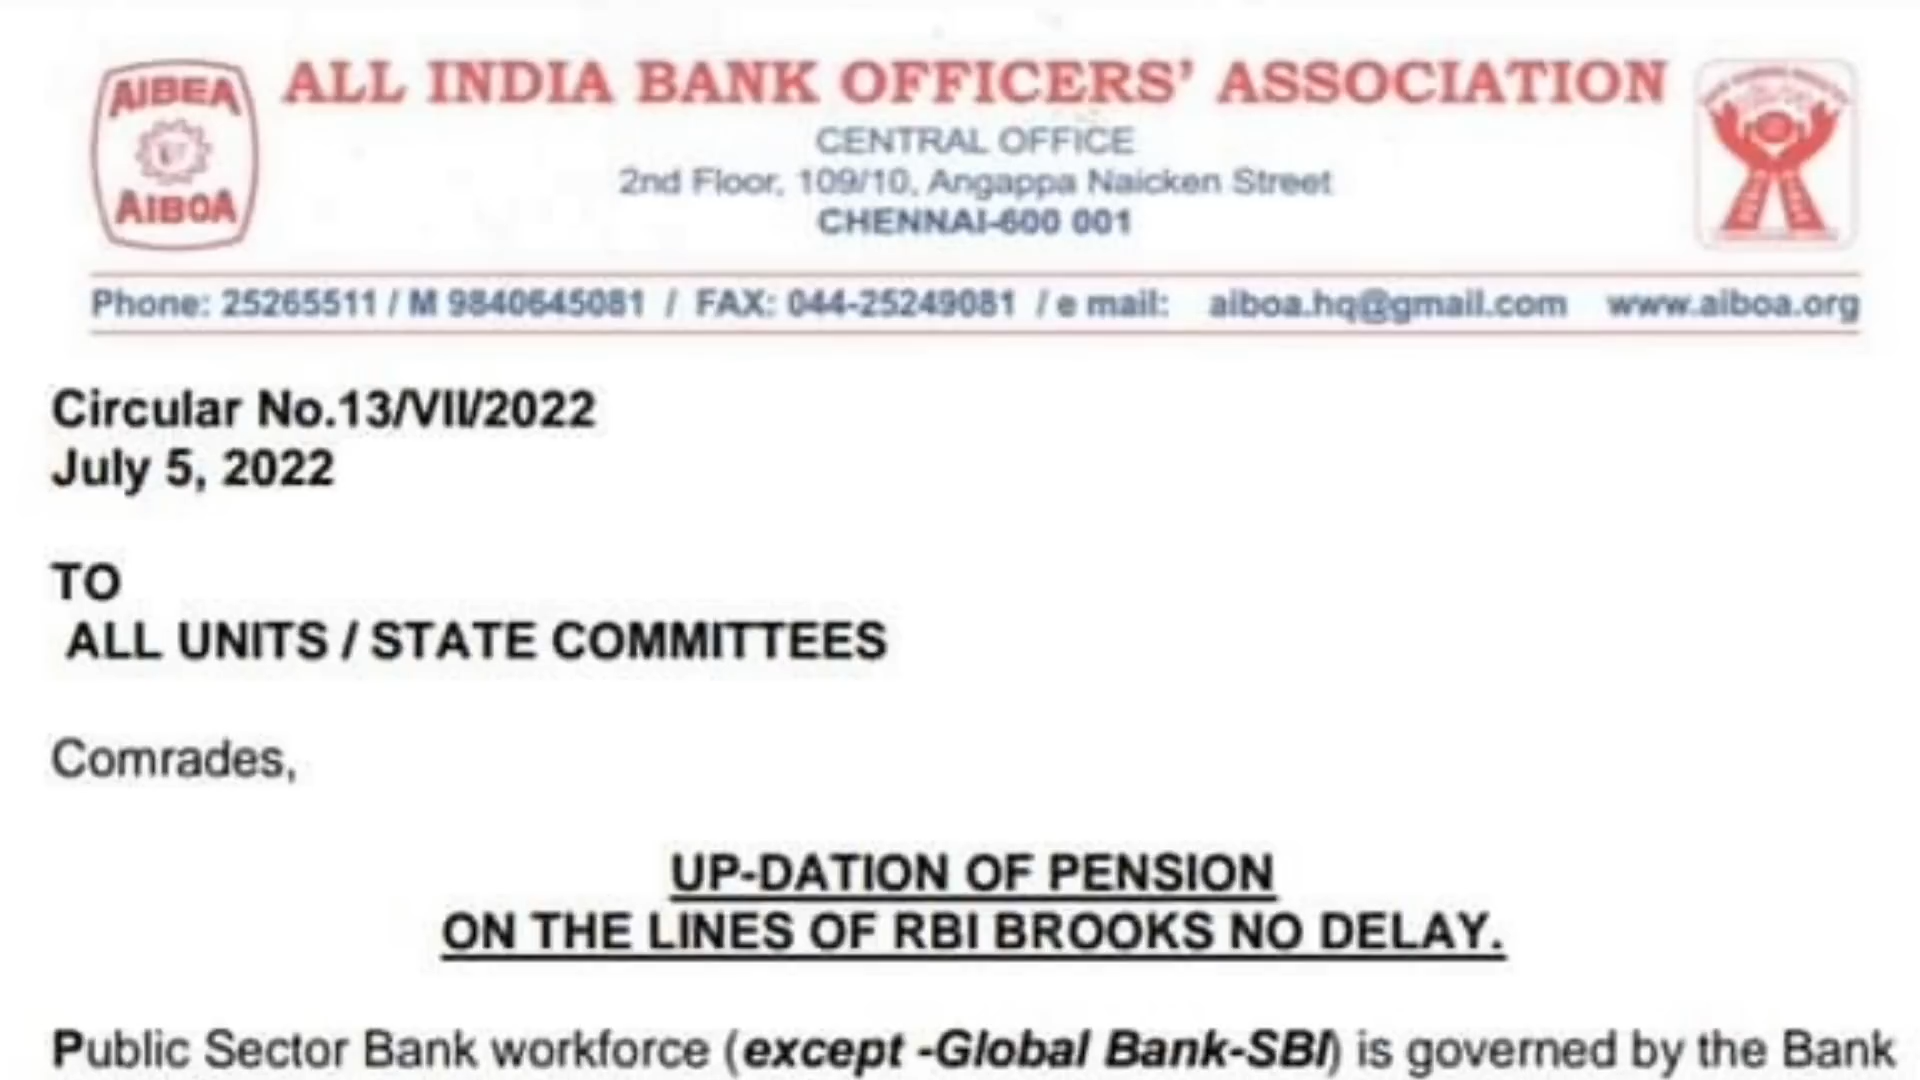 AIBEA
AIBOA
ALL INDIA BANK OFFICERS' ASSOCIATION
CENTRAL OFFICE
2nd Floor, 109/10, Angappa Naicken Street
CHENNAI-600 001
Phone: 25265511 / M 9840645081 / FAX: 044-25249081 / e mail: aiboa.hq@gmail.com www.aiboa.org
Circular No.13/VII/2022
July 5, 2022
TO
ALL UNITS / STATE COMMITTEES
Comrades,
UP-DATION OF PENSION
ON THE LINES OF RBI BROOKS NO DELAY.
Public Sector Bank workforce (except -Global Bank-SBI) is governed by the Bank